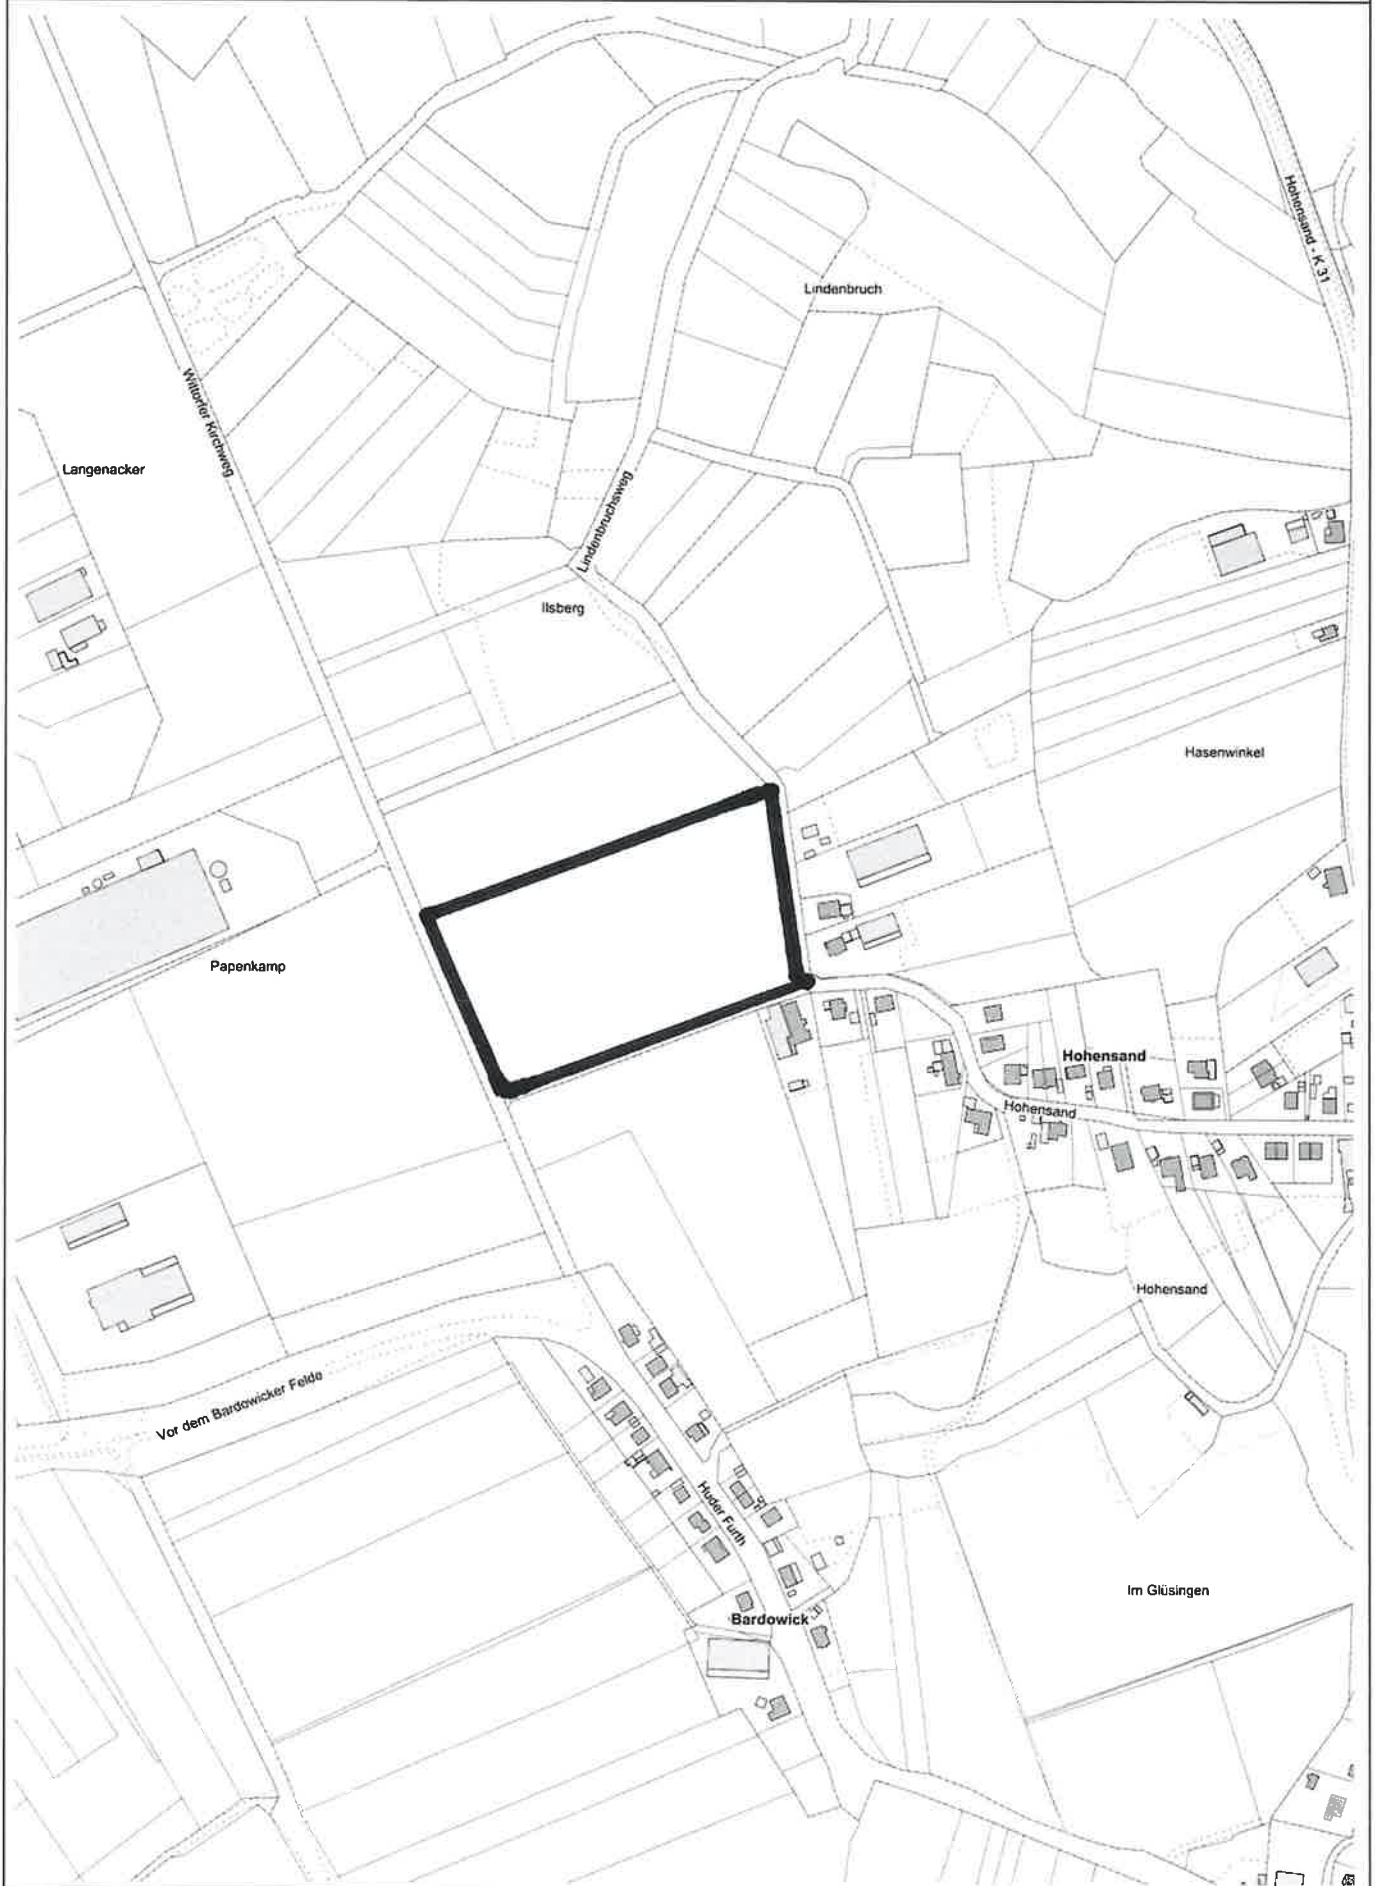 Hohensand - K 31
Lindenbruch
Wittorfer Kirchweg
Langenacker
Lindenbruchsweg
Ilsberg
Hasenwinkel
Papenkamp
Hohensand
Hohensand
Hohensand
Vor dem Bardowicker Felde
Huder Furth
Im Glüsingen
Bardowick